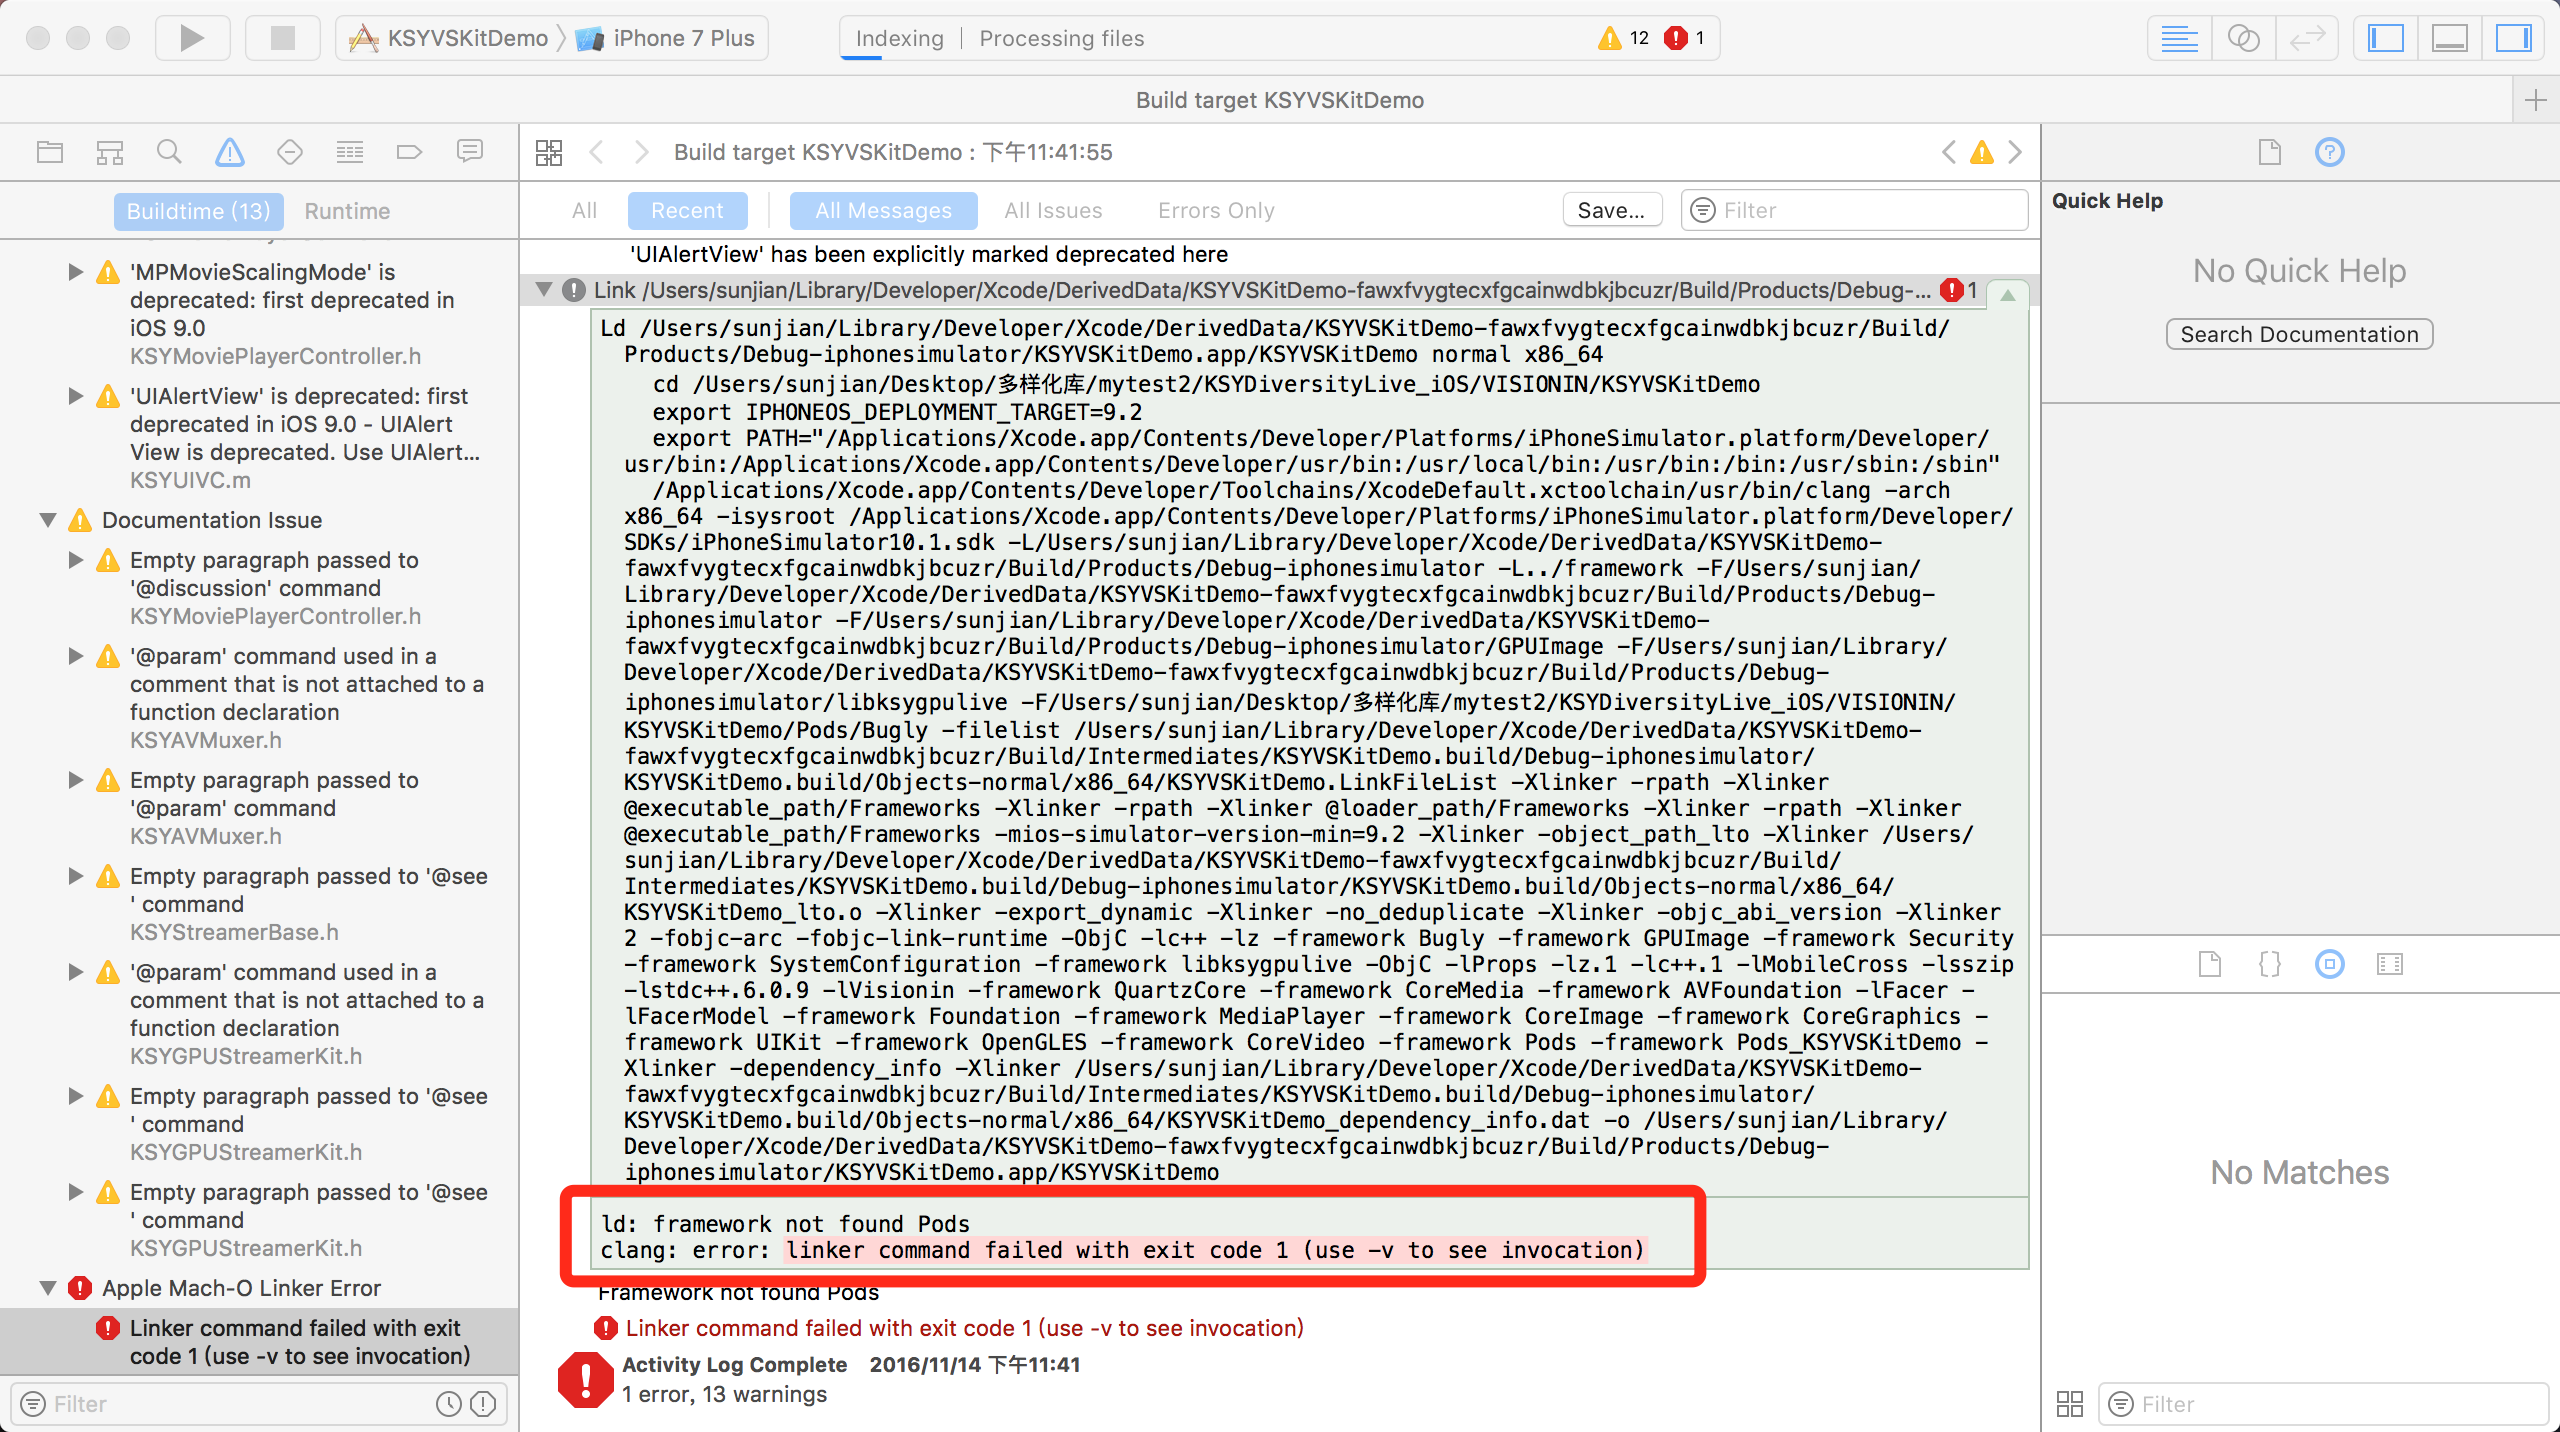 KSYVSKitDemo
iPhone 7 Plus
Indexing | Processing files
12
1
Build target KSYVSKitDemo
Build target KSYVSKitDemo : 下午11:41:55
Buildtime (13)
Runtime
All
Recent
All Messages
All Issues
Errors Only
Save...
Filter
'MPMovieScalingMode' is
deprecated: first deprecated in
iOS 9.0
KSYMoviePlayerController.h
'UIAlertView' is deprecated: first
deprecated in iOS 9.0 - UIAlert
View is deprecated. Use UIAlert...
KSYUIVC.m
Documentation Issue
Empty paragraph passed to
'@discussion' command
KSYMoviePlayerController.h
'@param' command used in a
comment that is not attached to a
function declaration
KSYAVMuxer.h
Empty paragraph passed to
'@param' command
KSYAVMuxer.h
Empty paragraph passed to '@see
' command
KSYStreamerBase.h
'@param' command used in a
comment that is not attached to a
function declaration
KSYGPUStreamerKit.h
Empty paragraph passed to '@see
' command
KSYGPUStreamerKit.h
Empty paragraph passed to '@see
' command
KSYGPUStreamerKit.h
Apple Mach-O Linker Error
Linker command failed with exit
code 1 (use -v to see invocation)
Filter
'UIAlertView' has been explicitly marked deprecated here
Link /Users/sunjian/Library/Developer/Xcode/DerivedData/KSYVSKitDemo-fawxfvygtecxfgcainwdbkjbcuzr/Build/Products/Debug-... 1
Ld /Users/sunjian/Library/Developer/Xcode/DerivedData/KSYVSKitDemo-fawxfvygtecxfgcainwdbkjbcuzr/Build/
Products/Debug-iphonesimulator/KSYVSKitDemo.app/KSYVSKitDemo normal x86_64
cd /Users/sunjian/Desktop/多样化库/mytest2/KSYDiversityLive_iOS/VISIONIN/KSYVSKitDemo
export IPHONEOS_DEPLOYMENT_TARGET=9.2
export PATH="/Applications/Xcode.app/Contents/Developer/Platforms/iPhoneSimulator.platform/Developer/
usr/bin:/Applications/Xcode.app/Contents/Developer/usr/bin:/usr/local/bin:/usr/bin:/bin:/usr/sbin:/sbin"
/Applications/Xcode.app/Contents/Developer/Toolchains/XcodeDefault.xctoolchain/usr/bin/clang -arch
x86_64 -isysroot /Applications/Xcode.app/Contents/Developer/Platforms/iPhoneSimulator.platform/Developer/
SDKs/iPhoneSimulator10.1.sdk -L/Users/sunjian/Library/Developer/Xcode/DerivedData/KSYVSKitDemo-
fawxfvygtecxfgcainwdbkjbcuzr/Build/Products/Debug-iphonesimulator -L../framework -F/Users/sunjian/
Library/Developer/Xcode/DerivedData/KSYVSKitDemo-fawxfvygtecxfgcainwdbkjbcuzr/Build/Products/Debug-
iphonesimulator -F/Users/sunjian/Library/Developer/Xcode/DerivedData/KSYVSKitDemo-
fawxfvygtecxfgcainwdbkjbcuzr/Build/Products/Debug-iphonesimulator/GPUImage -F/Users/sunjian/Library/
Developer/Xcode/DerivedData/KSYVSKitDemo-fawxfvygtecxfgcainwdbkjbcuzr/Build/Products/Debug-
iphonesimulator/libksygpulive -F/Users/sunjian/Desktop/多样化库/mytest2/KSYDiversityLive_iOS/VISIONIN/
KSYVSKitDemo/Pods/Bugly -filelist /Users/sunjian/Library/Developer/Xcode/DerivedData/KSYVSKitDemo-
fawxfvygtecxfgcainwdbkjbcuzr/Build/Intermediates/KSYVSKitDemo.build/Debug-iphonesimulator/
KSYVSKitDemo.build/Objects-normal/x86_64/KSYVSKitDemo.LinkFileList -Xlinker -rpath -Xlinker
@executable_path/Frameworks -Xlinker -rpath -Xlinker @loader_path/Frameworks -Xlinker -rpath -Xlinker
@executable_path/Frameworks -mios-simulator-version-min=9.2 -Xlinker -object_path_lto -Xlinker /Users/
sunjian/Library/Developer/Xcode/DerivedData/KSYVSKitDemo-fawxfvygtecxfgcainwdbkjbcuzr/Build/
Intermediates/KSYVSKitDemo.build/Debug-iphonesimulator/KSYVSKitDemo.build/Objects-normal/x86_64/
KSYVSKitDemo_lto.o -Xlinker -export_dynamic -Xlinker -no_deduplicate -Xlinker -objc_abi_version -Xlinker
2 -fobjc-arc -fobjc-link-runtime -ObjC -lc++ -lz -framework Bugly -framework GPUImage -framework Security
-framework SystemConfiguration -framework libksygpulive -ObjC -lProps -lz.1 -lc++.1 -lMobileCross -lsszip
-lstdc++.6.0.9 -lVisionin -framework QuartzCore -framework CoreMedia -framework AVFoundation -lFacer -
lFacerModel -framework Foundation -framework MediaPlayer -framework CoreImage -framework CoreGraphics -
framework UIKit -framework OpenGLES -framework CoreVideo -framework Pods -framework Pods_KSYVSKitDemo -
Xlinker -dependency_info -Xlinker /Users/sunjian/Library/Developer/Xcode/DerivedData/KSYVSKitDemo-
fawxfvygtecxfgcainwdbkjbcuzr/Build/Intermediates/KSYVSKitDemo.build/Debug-iphonesimulator/
KSYVSKitDemo.build/Objects-normal/x86_64/KSYVSKitDemo_dependency_info.dat -o /Users/sunjian/Library/
Developer/Xcode/DerivedData/KSYVSKitDemo-fawxfvygtecxfgcainwdbkjbcuzr/Build/Products/Debug-
iphonesimulator/KSYVSKitDemo.app/KSYVSKitDemo
ld: framework not found Pods
clang: error: linker command failed with exit code 1 (use -v to see invocation)
Framework not found Pods
Linker command failed with exit code 1 (use -v to see invocation)
Activity Log Complete 2016/11/14 下午11:41
1 error, 13 warnings
Quick Help
No Quick Help
Search Documentation
No Matches
Filter